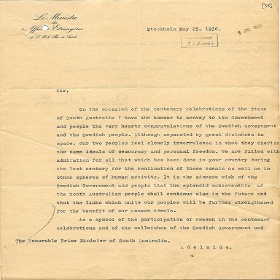 Le Ministre
des
Affaires Etrangères
de S. M. le Roi de Suède
Stockholm May 25, 1936.
Sir,
On the occasion of the centenary celebrations of the State
of South Australia I have the honour to convey to its Government
and people the very hearty congratulations of the Swedish Government
and the Swedish people. Although separated by great distances in
space, our two peoples feel closely interrelated in what they cherish
the same ideals of democracy and personal freedom. We are filled with
admiration for all that which has been done in your country during
the last century for the realization of these ideals as well as in
other spheres of human activity. It is the sincere wish of the
Swedish Government and people that the splendid achievements of
the South Australian people shall continue also in the future and
that the links which unite our peoples will be further strengthened
for the benefit of our common ideals.
As a symbol of the participation of Sweden in the centenary
celebrations and of the wellwishes of the Swedish Government and
The Honourable Prime Minister of South Australia,
Adelaide.